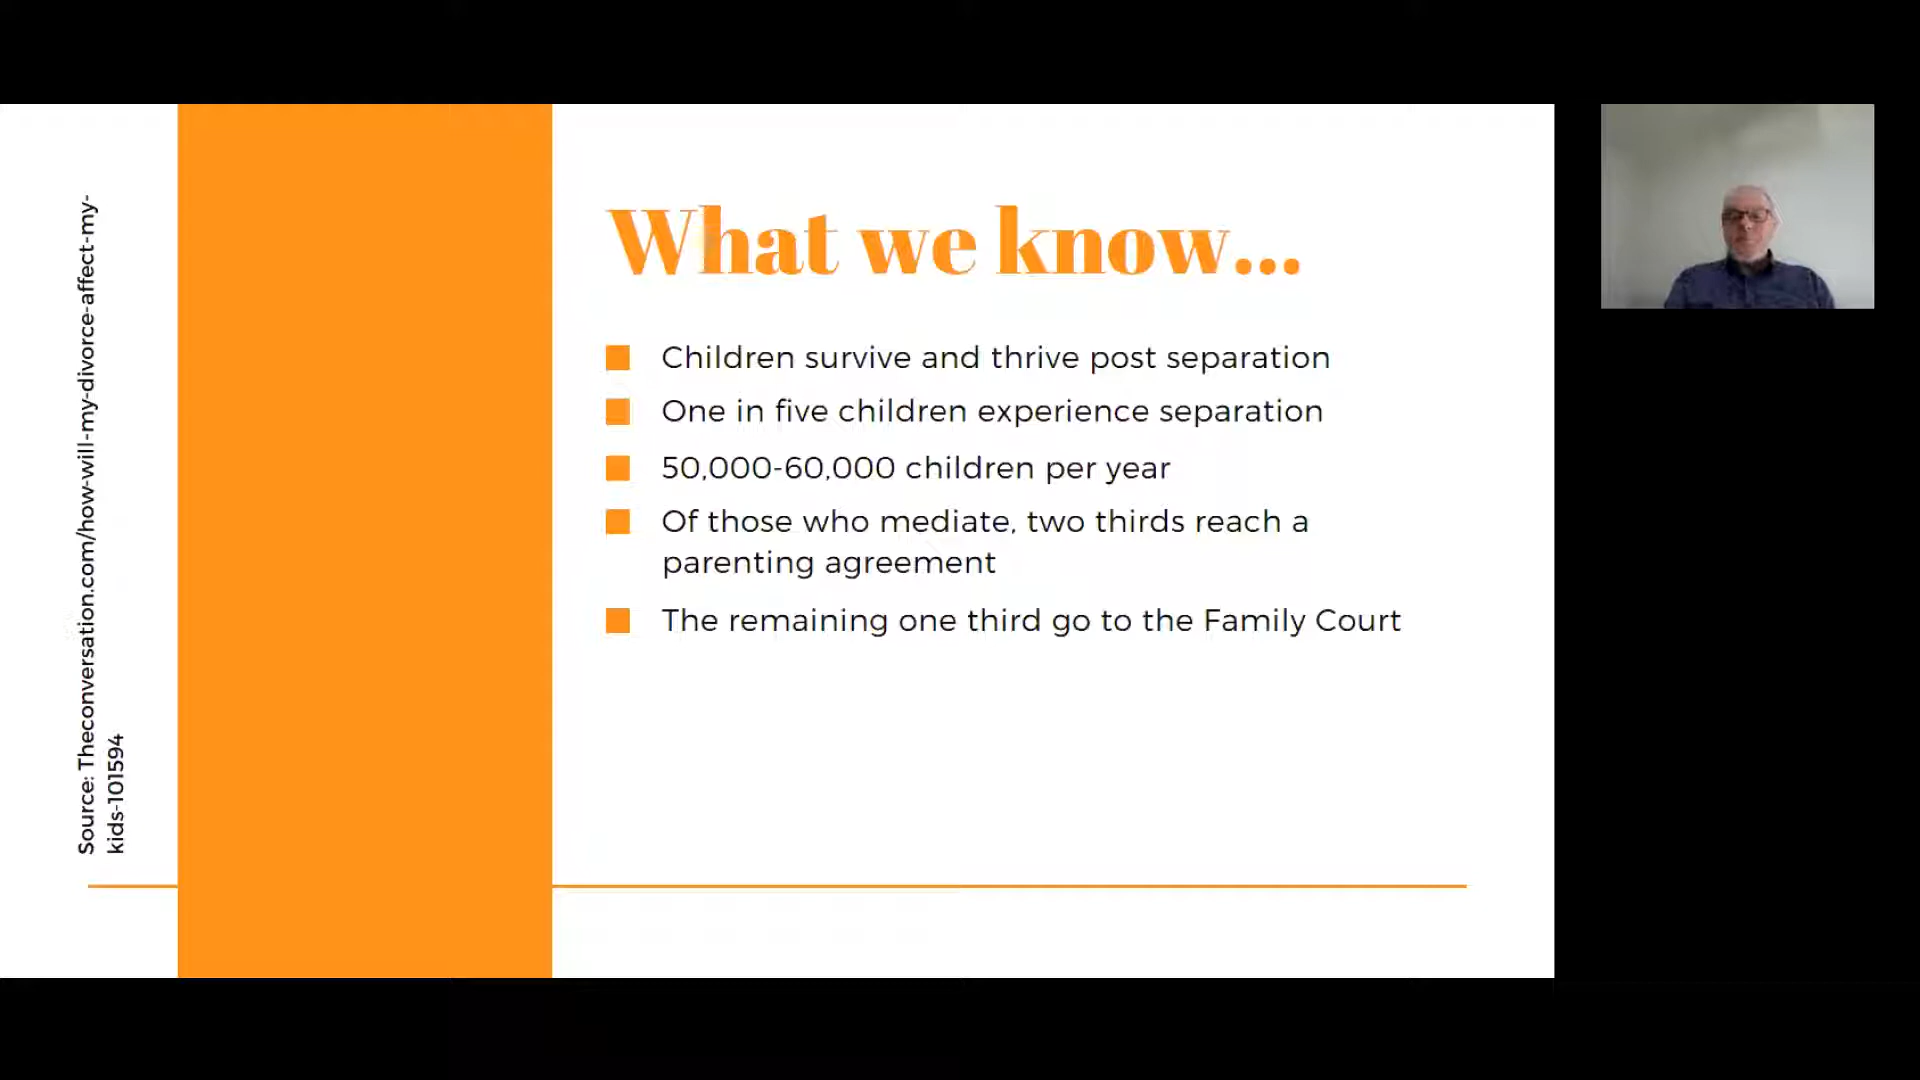 Source: Theconversation.com/how-will-my-divorce-affect-my-
kids-101594
What we know...
Children survive and thrive post separation
One in five children experience separation
50,000-60,000 children per year
Of those who mediate, two thirds reach a
parenting agreement
The remaining one third go to the Family Court